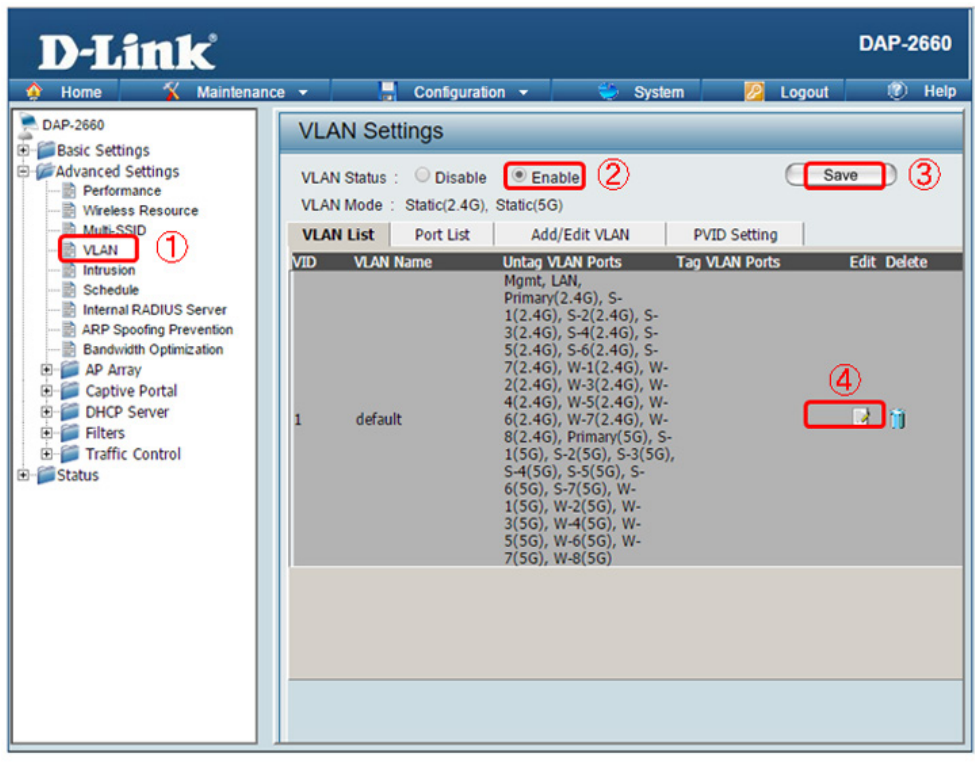 D-Link
DAP-2660
Home Maintenance Configuration System Logout Help
DAP-2660
Basic Settings
Advanced Settings
Performance
Wireless Resource
Multi-SSID
VLAN ①
Intrusion
Schedule
Internal RADIUS Server
ARP Spoofing Prevention
Bandwidth Optimization
AP Array
Captive Portal
DHCP Server
Filters
Traffic Control
Status
VLAN Settings
VLAN Status : Disable Enable ② Save ③
VLAN Mode : Static(2.4G), Static(5G)
VLAN List Port List Add/Edit VLAN PVID Setting
VID VLAN Name Untag VLAN Ports Tag VLAN Ports Edit Delete
Mgmt, LAN,
Primary(2.4G), S-
1(2.4G), S-2(2.4G), S-
3(2.4G), S-4(2.4G), S-
5(2.4G), S-6(2.4G), S-
7(2.4G), W-1(2.4G), W-
2(2.4G), W-3(2.4G), W-
④
4(2.4G), W-5(2.4G), W-
1 default 6(2.4G), W-7(2.4G), W-
8(2.4G), Primary(5G), S-
1(5G), S-2(5G), S-3(5G),
S-4(5G), S-5(5G), S-
6(5G), S-7(5G), W-
1(5G), W-2(5G), W-
3(5G), W-4(5G), W-
5(5G), W-6(5G), W-
7(5G), W-8(5G)